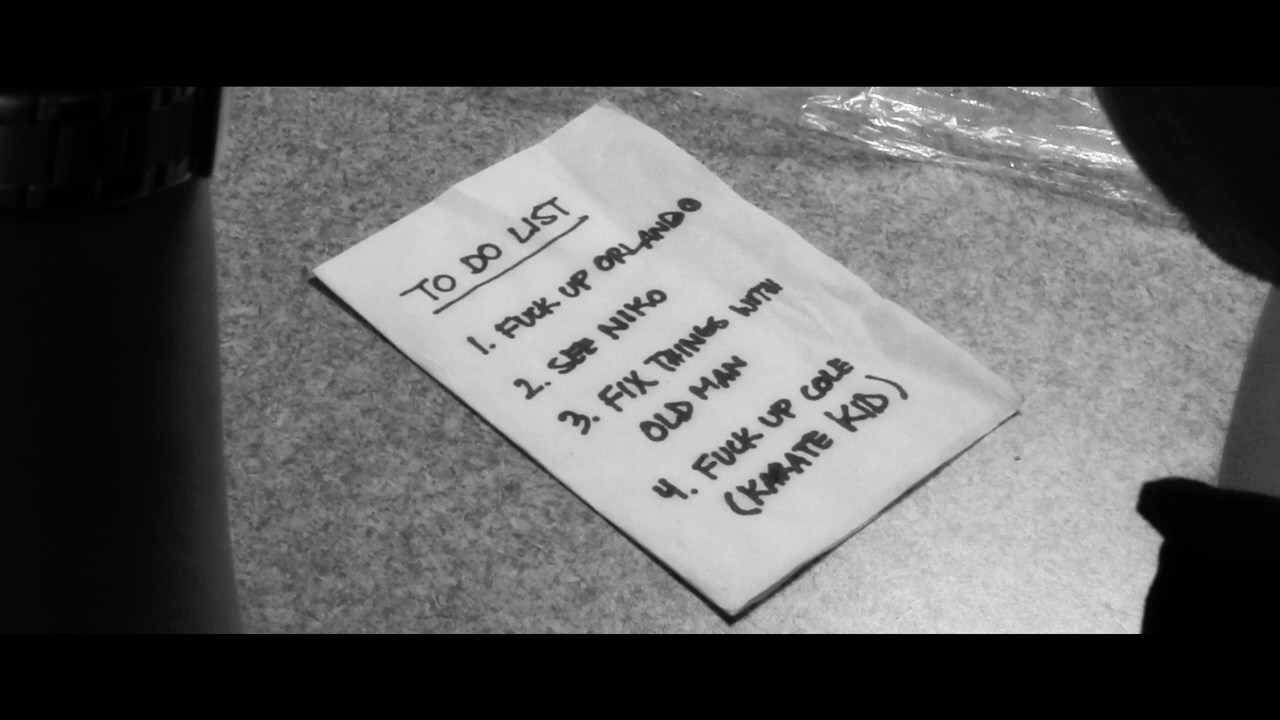 TO DO LIST
1. FUCK UP ORLANDO
2. SEE NIKO
3. FIX THINGS WITH
OLD MAN
4. FUCK UP COLE
(KARATE KID)